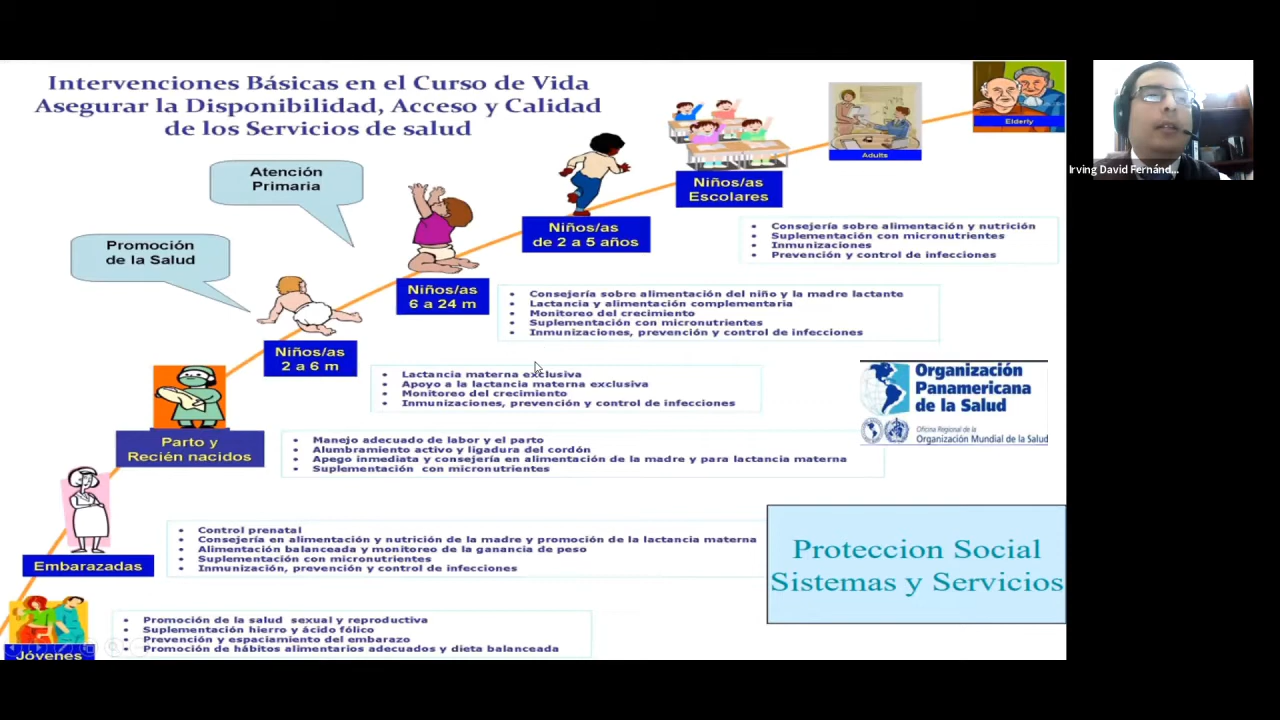 Intervenciones Básicas en el Curso de Vida
Asegurar la Disponibilidad, Acceso y Calidad
de los Servicios de salud
Elderly
Irving David Fernánd...
Adults
Atención
Primaria
Niños/as
Escolares
Promoción
de la Salud
Niños/as
de 2 a 5 años
• Consejería sobre alimentación y nutrición
• Suplementación con micronutrientes
• Inmunizaciones
• Prevención y control de infecciones
Niños/as
6 a 24 m
• Consejería sobre alimentación del niño y la madre lactante
• Lactancia y alimentación complementaria
• Monitoreo del crecimiento
• Suplementación con micronutrientes
• Inmunizaciones, prevención y control de infecciones
Niños/as
2 a 6 m
• Lactancia materna exclusiva
• Apoyo a la lactancia materna exclusiva
• Monitoreo del crecimiento
• Inmunizaciones, prevención y control de infecciones
Organización
Panamericana
de la Salud
Oficina Regional de la
Organización Mundial de la Salud
Parto y
Recién nacidos
• Manejo adecuado de labor y el parto
• Alumbramiento activo y ligadura del cordón
• Apego inmediata y consejería en alimentación de la madre y para lactancia materna
• Suplementación con micronutrientes
Embarazadas
• Control prenatal
• Consejería en alimentación y nutrición de la madre y promoción de la lactancia materna
• Alimentación balanceada y monitoreo de la ganancia de peso
• Suplementación con micronutrientes
• Inmunización, prevención y control de infecciones
Proteccion Social
Sistemas y Servicios
Jóvenes
• Promoción de la salud sexual y reproductiva
• Suplementación hierro y ácido fólico
• Prevención y espaciamiento del embarazo
• Promoción de hábitos alimentarios adecuados y dieta balanceada